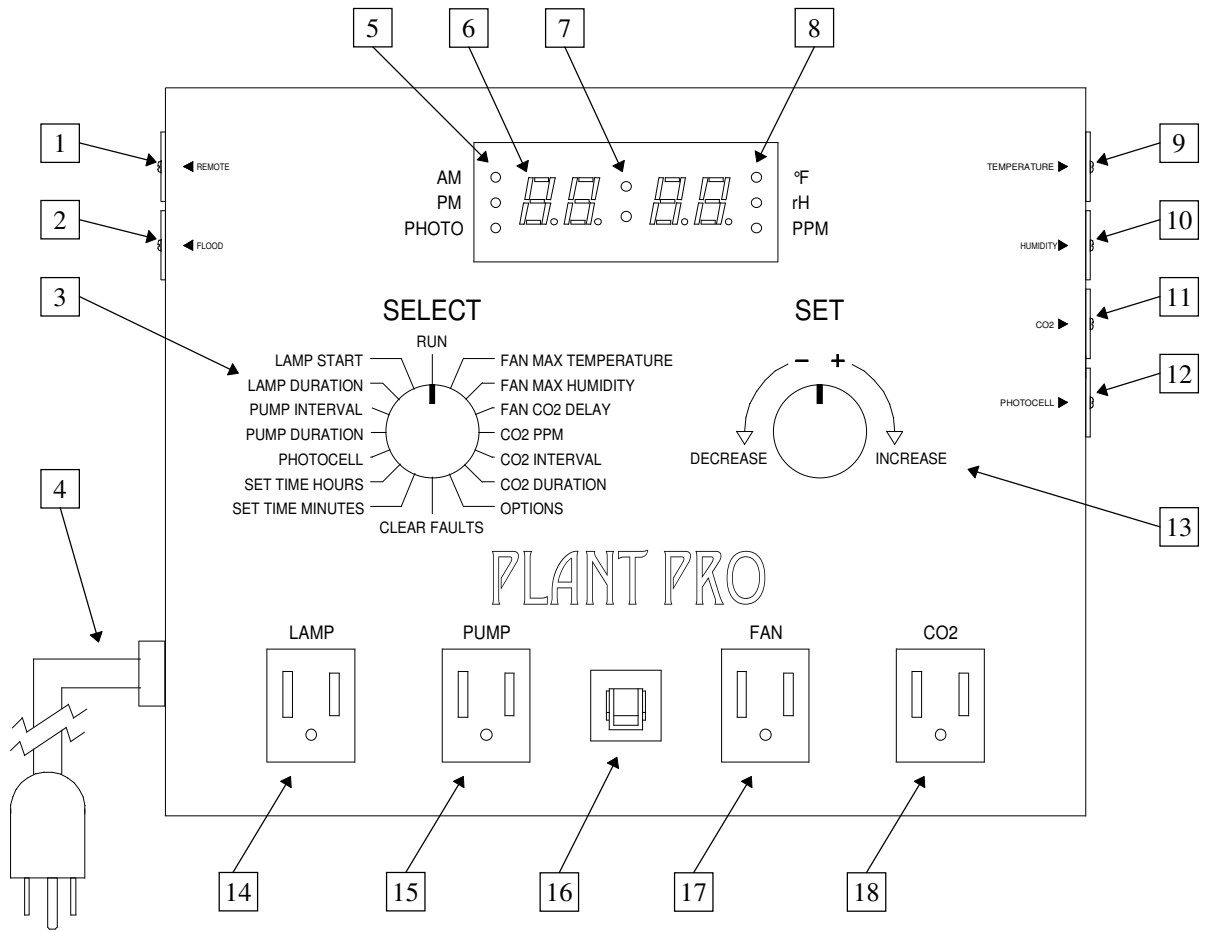 5
6
7
8
1
2
3
4
9
10
11
12
13
◄ REMOTE
◄ FLOOD
AM
PM
PHOTO
88:88
°F
rH
PPM
TEMPERATURE ►
HUMIDITY ►
CO2 ►
PHOTOCELL ►
SELECT
RUN
LAMP START
LAMP DURATION
PUMP INTERVAL
PUMP DURATION
PHOTOCELL
SET TIME HOURS
SET TIME MINUTES
CLEAR FAULTS
FAN MAX TEMPERATURE
FAN MAX HUMIDITY
FAN CO2 DELAY
CO2 PPM
CO2 INTERVAL
CO2 DURATION
OPTIONS
SET
– +
DECREASE
INCREASE
PLANT PRO
LAMP
PUMP
FAN
CO2
14
15
16
17
18